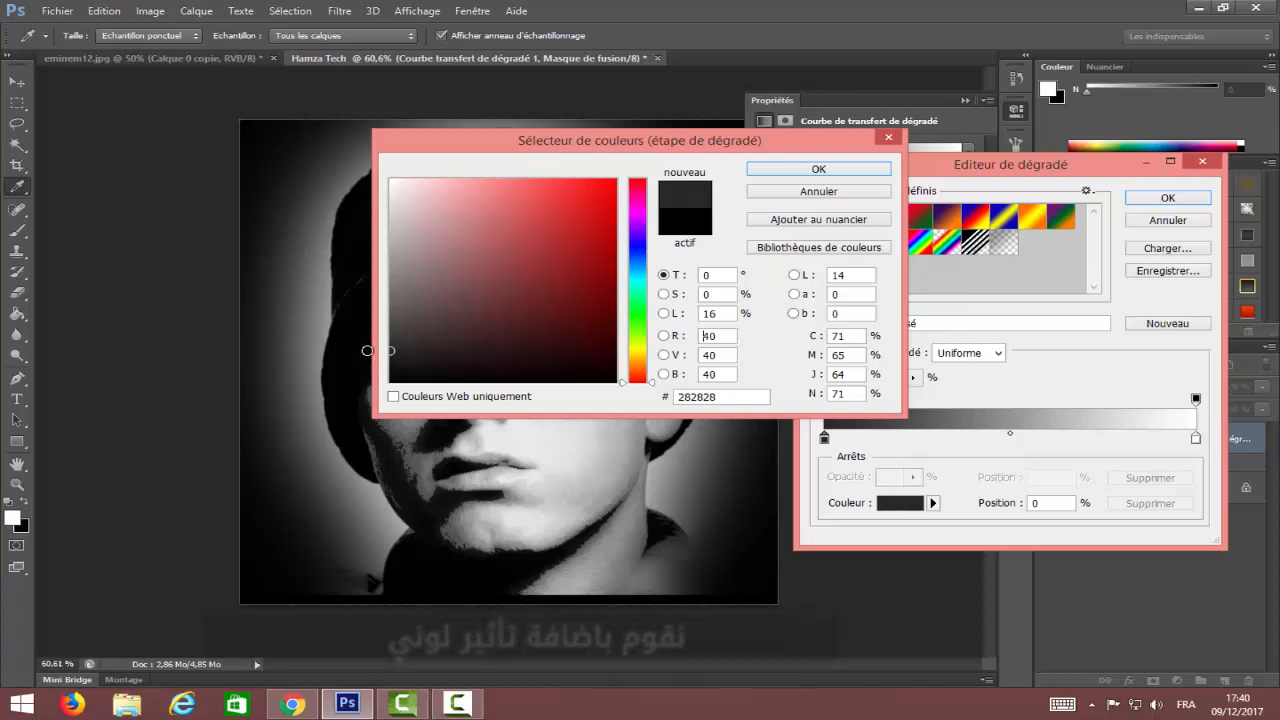 Ps Fichier Edition Image Calque Texte Sélection Filtre 3D Affichage Fenêtre Aide
Taille : Echantillon ponctuel Echantillon : Tous les calques Afficher anneau d'échantillonnage Les indispensables
eminem12.jpg @ 50% (Calque 0 copie, RVB/8) * × Hamza Tech @ 60,6% (Courbe transfert de dégradé 1, Masque de fusion/8) * ×
Couleur Nuancier
N 0 %
Propriétés
Courbe de transfert de dégradé
Sélecteur de couleurs (étape de dégradé)
nouveau
actif
OK
Annuler
Ajouter au nuancier
Bibliothèques de couleurs
T : 0 ° L : 14
S : 0 % a : 0
L : 16 % b : 0
R : 40 C : 71 %
V : 40 M : 65 %
B : 40 J : 64 %
# 282828 N : 71 %
Couleurs Web uniquement
Editeur de dégradé
définis
OK
Annuler
Charger...
Enregistrer...
sé
Nouveau
dé : Uniforme
%
Arrêts
Opacité : % Position : % Supprimer
Couleur : Position : 0 % Supprimer
égr...
نقوم باضافة تأثير لوني
60,61 % Doc : 2,86 Mo/4,85 Mo
Mini Bridge Montage
Ps
FRA
17:40
09/12/2017